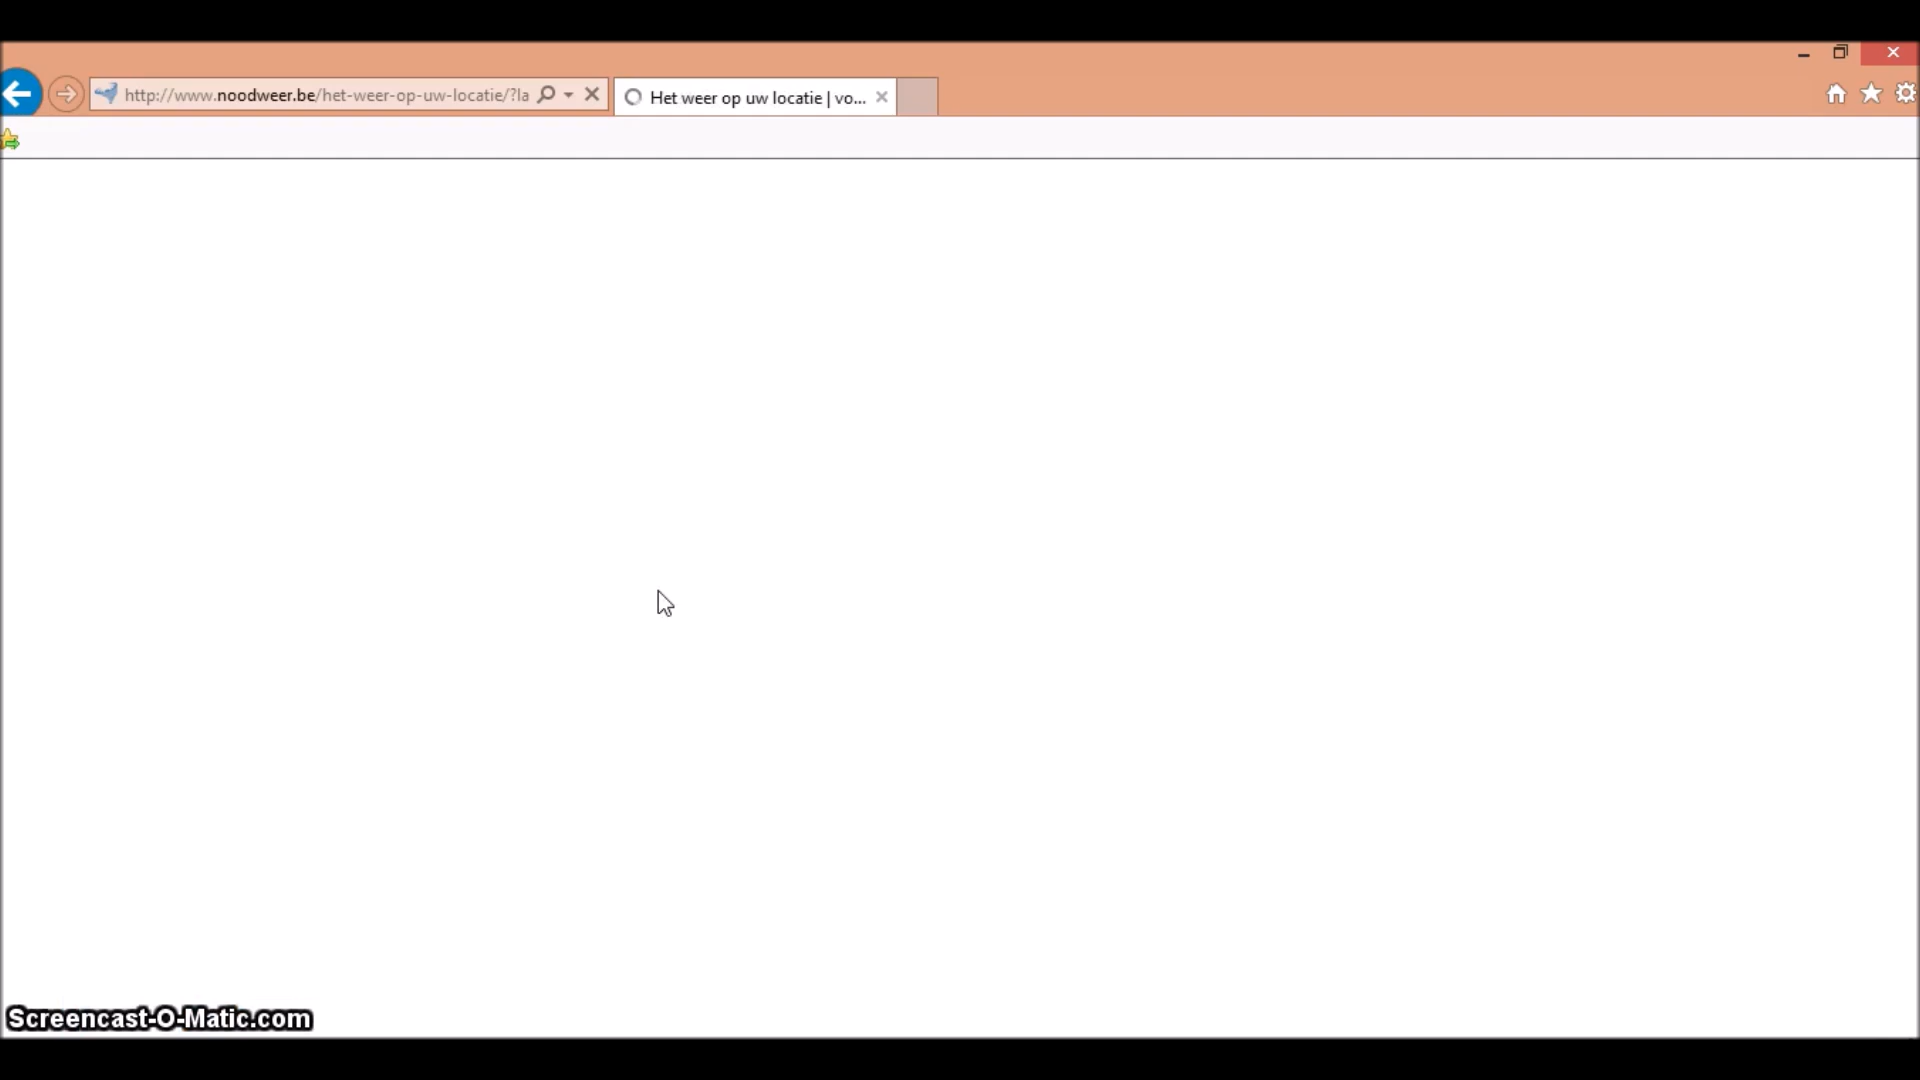 http://www.noodweer.be/het-weer-op-uw-locatie/?la
Het weer op uw locatie | vo...
Screencast-O-Matic.com